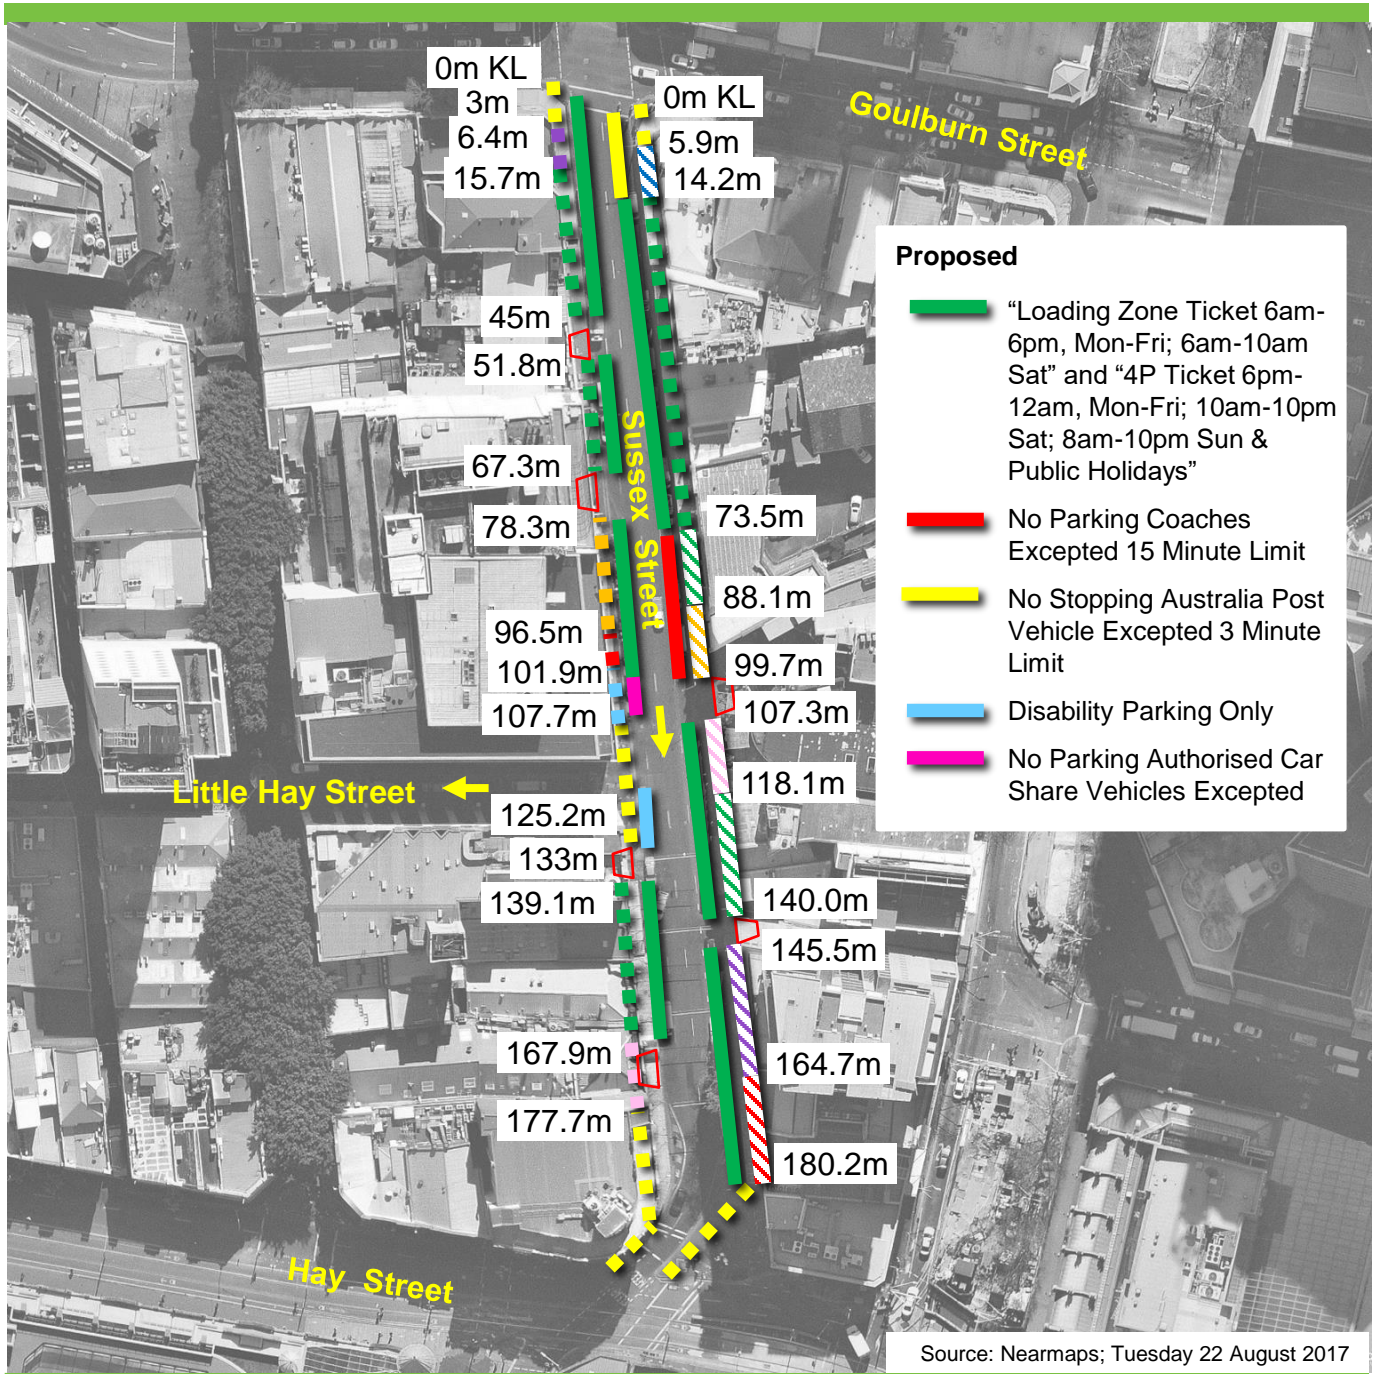 0m KL
3m
6.4m
15.7m
45m
51.8m
67.3m
78.3m
96.5m
101.9m
107.7m
125.2m
133m
139.1m
167.9m
177.7m
0m KL
5.9m
14.2m
73.5m
88.1m
99.7m
107.3m
118.1m
140.0m
145.5m
164.7m
180.2m
Goulburn Street
Sussex Street
Little Hay Street
Hay Street
Proposed
“Loading Zone Ticket 6am-
6pm, Mon-Fri; 6am-10am
Sat” and “4P Ticket 6pm-
12am, Mon-Fri; 10am-10pm
Sat; 8am-10pm Sun &
Public Holidays”
No Parking Coaches
Excepted 15 Minute Limit
No Stopping Australia Post
Vehicle Excepted 3 Minute
Limit
Disability Parking Only
No Parking Authorised Car
Share Vehicles Excepted
Source: Nearmaps; Tuesday 22 August 2017